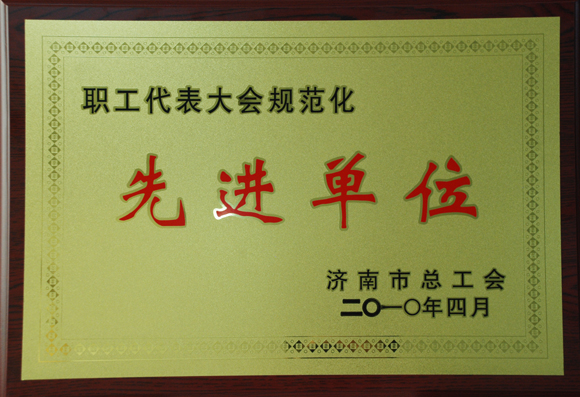 职工代表大会规范化
先进单位
济南市总工会
二〇一〇年四月